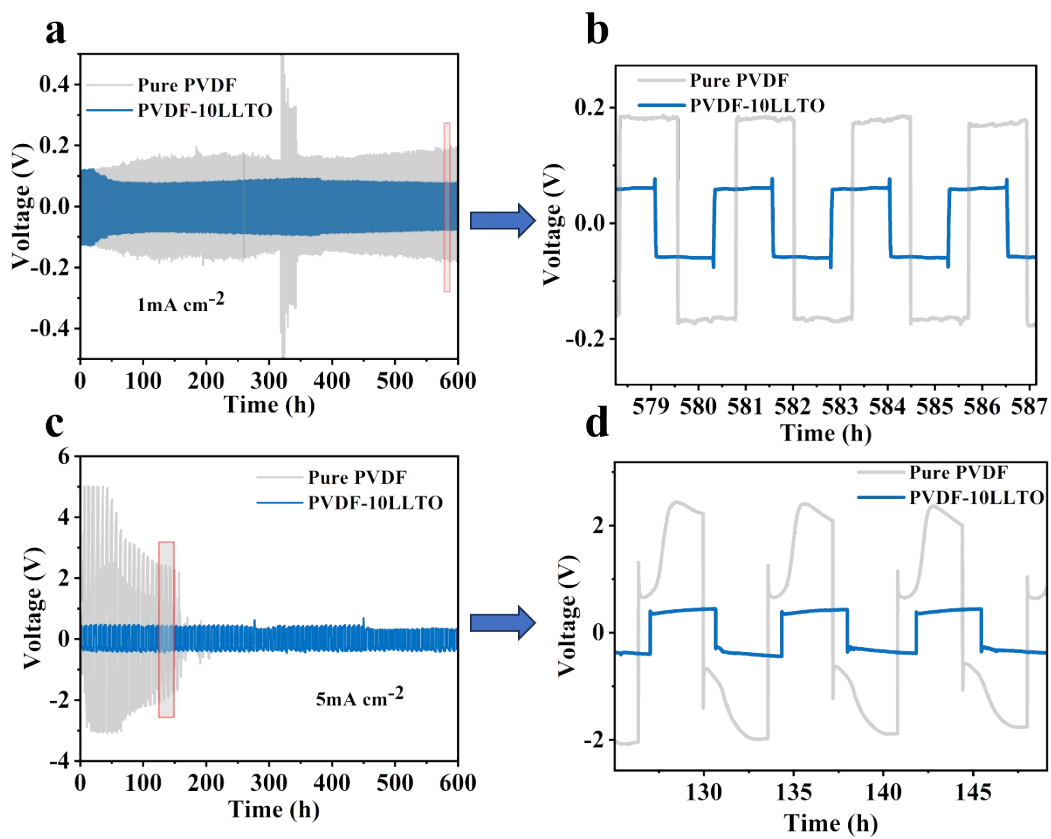 a
Voltage (V)
0.4
0.2
0.0
-0.2
-0.4
Pure PVDF
PVDF-10LLTO
1mA cm-2
0 100 200 300 400 500 600
Time (h)
b
Voltage (V)
0.2
0.0
-0.2
Pure PVDF
PVDF-10LLTO
579 580 581 582 583 584 585 586 587
Time (h)
c
Voltage (V)
6
4
2
0
-2
-4
Pure PVDF
PVDF-10LLTO
5mA cm-2
0 100 200 300 400 500 600
Time (h)
d
Voltage (V)
2
0
-2
Pure PVDF
PVDF-10LLTO
130 135 140 145
Time (h)